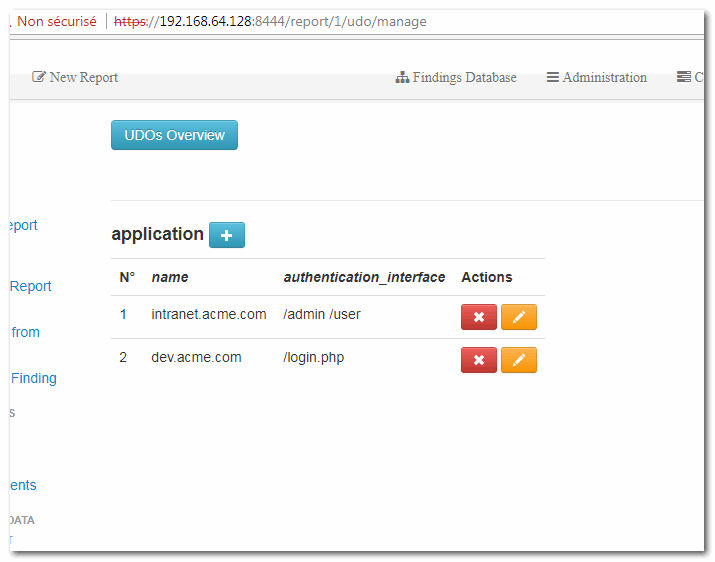 Non sécurisé https://192.168.64.128:8444/report/1/udo/manage
New Report Findings Database Administration C
UDOs Overview
eport
application +
Report
N° name authentication_interface Actions
1 intranet.acme.com /admin /user
from
2 dev.acme.com /login.php
Finding
s
ents
DATA